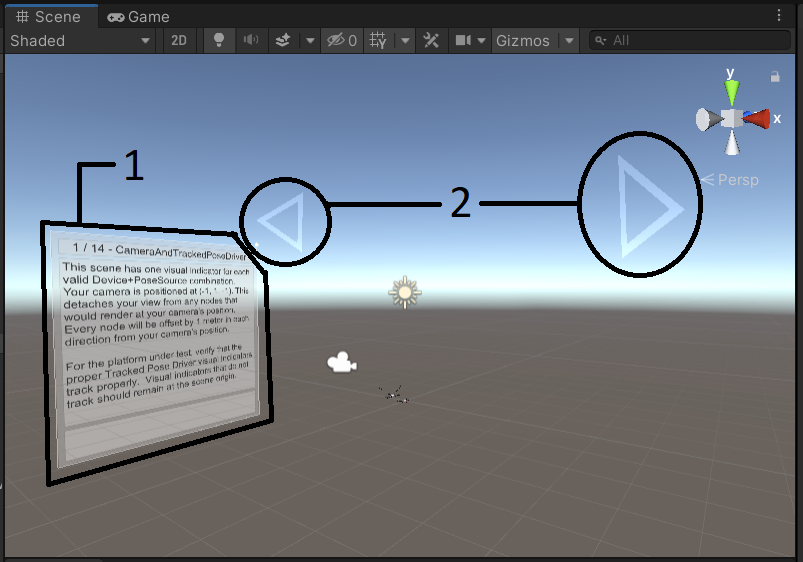 Scene
Game
Shaded
2D
0
Gizmos
All
y
x
Persp
1
2
1 / 14 - CameraAndTrackedPoseDriver
This scene has one visual indicator for each
valid Device+PoseSource combination.
Your camera is positioned at (-1, 1, -1). This
detaches your view from any nodes that
would render at your camera's position.
Every node will be offset by 1 meter in each
direction from your camera's position.
For the platform under test, verify that the
proper Tracked Pose Driver visual indicators
track properly. Visual indicators that do not
track should remain at the scene origin.